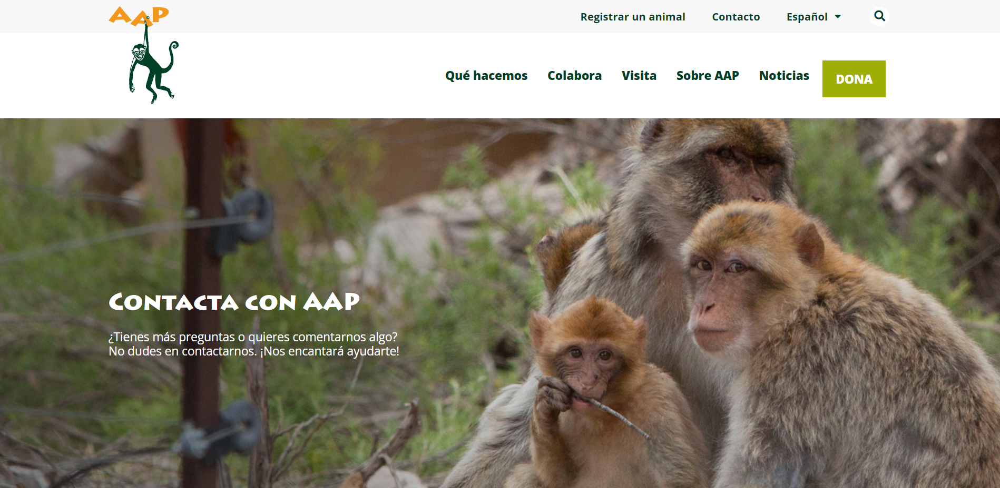 AAP
Registrar un animal
Contacto
Español
Qué hacemos
Colabora
Visita
Sobre AAP
Noticias
DONA
Contacta con AAP
¿Tienes más preguntas o quieres comentarnos algo?
No dudes en contactarnos. ¡Nos encantará ayudarte!